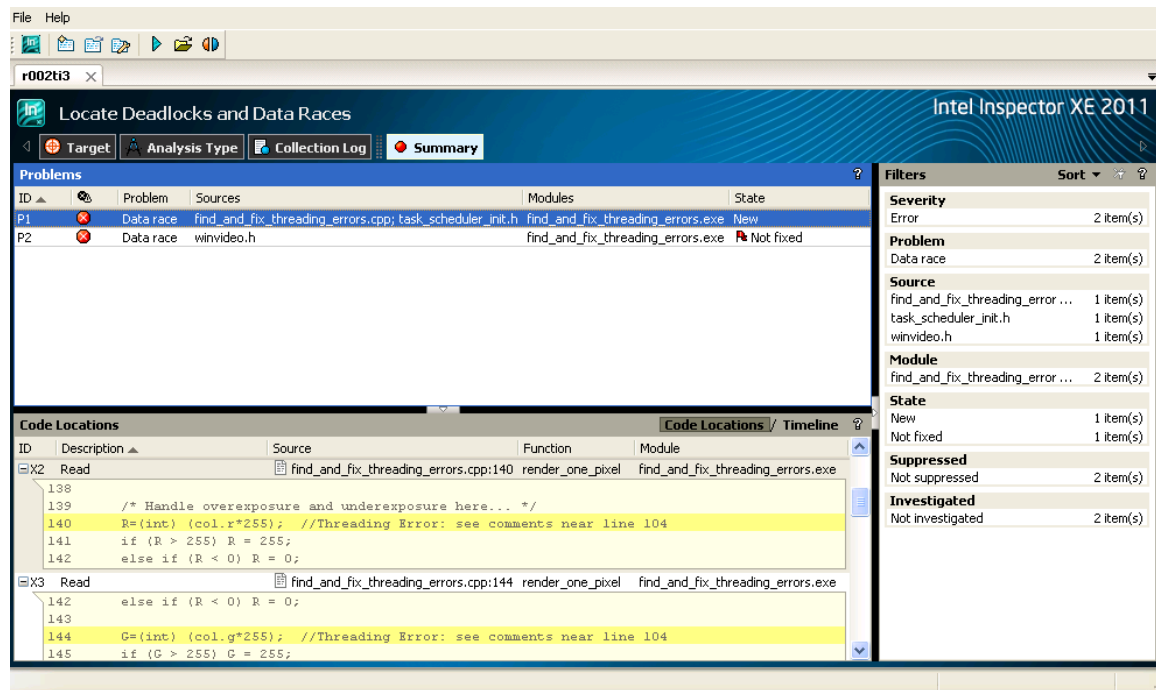 File Help
r002ti3
Locate Deadlocks and Data Races
Intel Inspector XE 2011
Target Analysis Type Collection Log Summary
Problems ?
ID Problem Sources Modules State
P1 Data race find_and_fix_threading_errors.cpp; task_scheduler_init.h find_and_fix_threading_errors.exe New
P2 Data race winvideo.h find_and_fix_threading_errors.exe Not fixed
Filters Sort ?
Severity
Error 2 item(s)
Problem
Data race 2 item(s)
Source
find_and_fix_threading_error ... 1 item(s)
task_scheduler_init.h 1 item(s)
winvideo.h 1 item(s)
Module
find_and_fix_threading_error ... 2 item(s)
State
New 1 item(s)
Not fixed 1 item(s)
Suppressed
Not suppressed 2 item(s)
Investigated
Not investigated 2 item(s)
Code Locations Code Locations / Timeline ?
ID Description Source Function Module
X2 Read find_and_fix_threading_errors.cpp:140 render_one_pixel find_and_fix_threading_errors.exe
138
139 /* Handle overexposure and underexposure here... */
140 R=(int) (col.r*255); //Threading Error: see comments near line 104
141 if (R > 255) R = 255;
142 else if (R < 0) R = 0;
X3 Read find_and_fix_threading_errors.cpp:144 render_one_pixel find_and_fix_threading_errors.exe
142 else if (R < 0) R = 0;
143
144 G=(int) (col.g*255); //Threading Error: see comments near line 104
145 if (G > 255) G = 255;